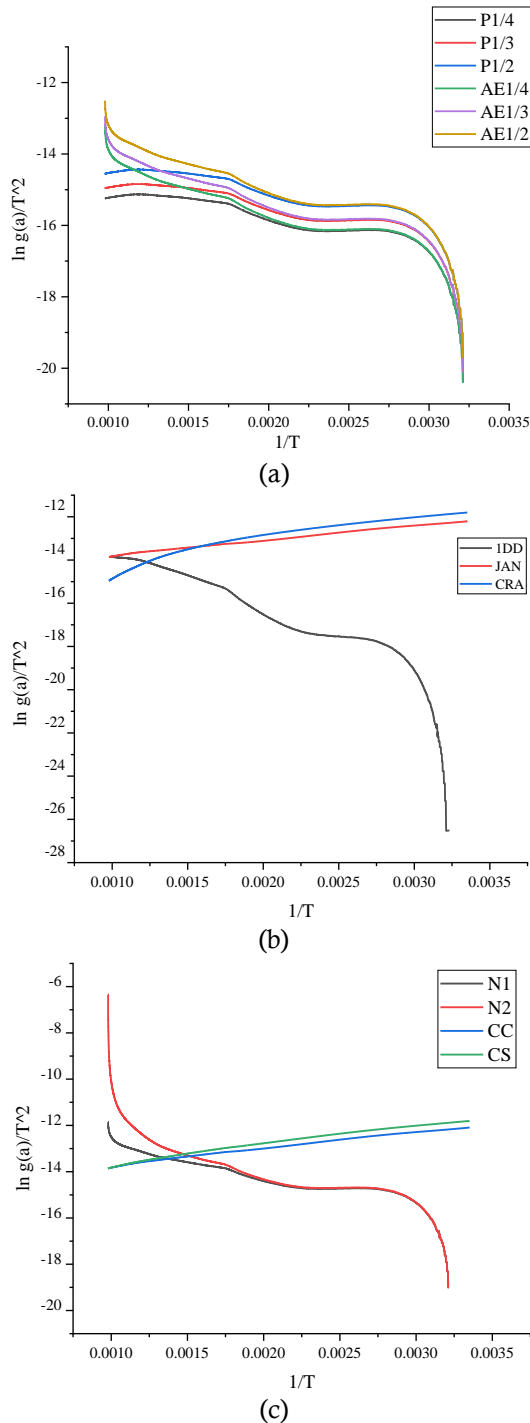 P1/4
P1/3
P1/2
AE1/4
AE1/3
AE1/2
-12
-14
-16
-18
-20
ln g(a)/T^2
0.0010 0.0015 0.0020 0.0025 0.0030 0.0035
1/T
(a)
-12
-14
-16
-18
-20
-22
-24
-26
-28
ln g(a)/T^2
1DD
JAN
CRA
0.0010 0.0015 0.0020 0.0025 0.0030 0.0035
1/T
(b)
-6
-8
-10
-12
-14
-16
-18
-20
ln g(a)/T^2
N1
N2
CC
CS
0.0010 0.0015 0.0020 0.0025 0.0030 0.0035
1/T
(c)